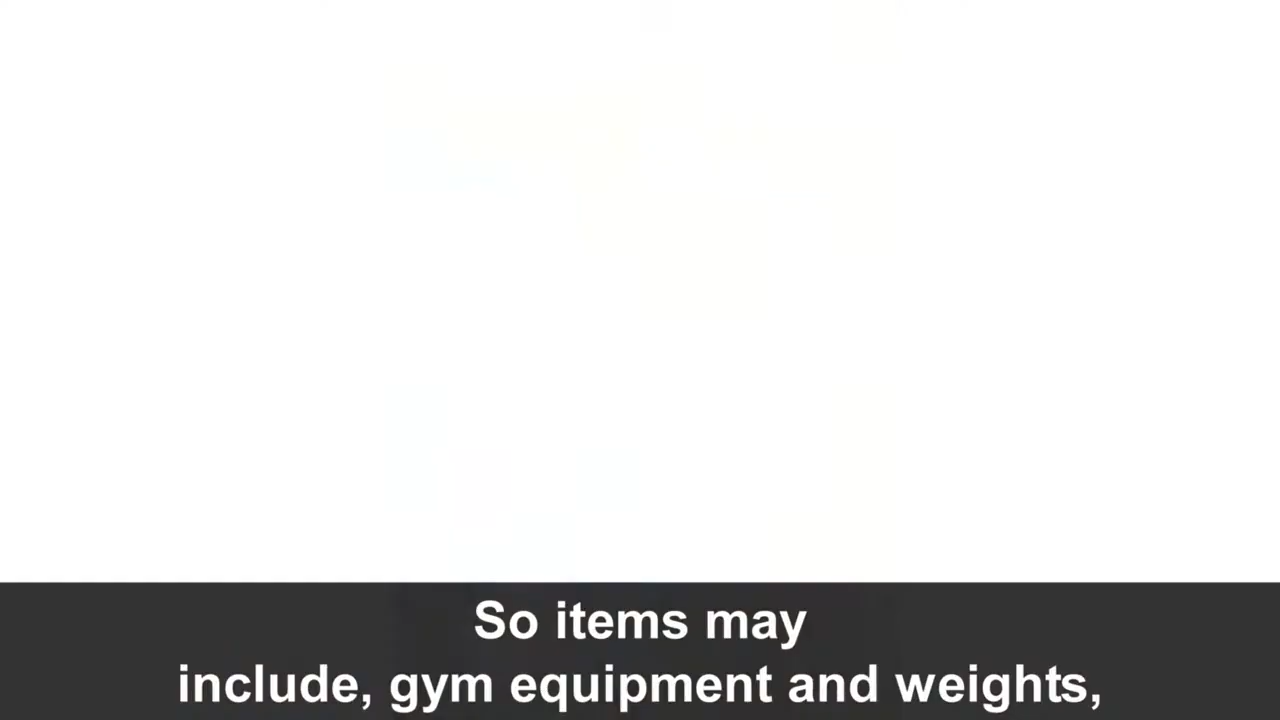 So items may
include, gym equipment and weights,